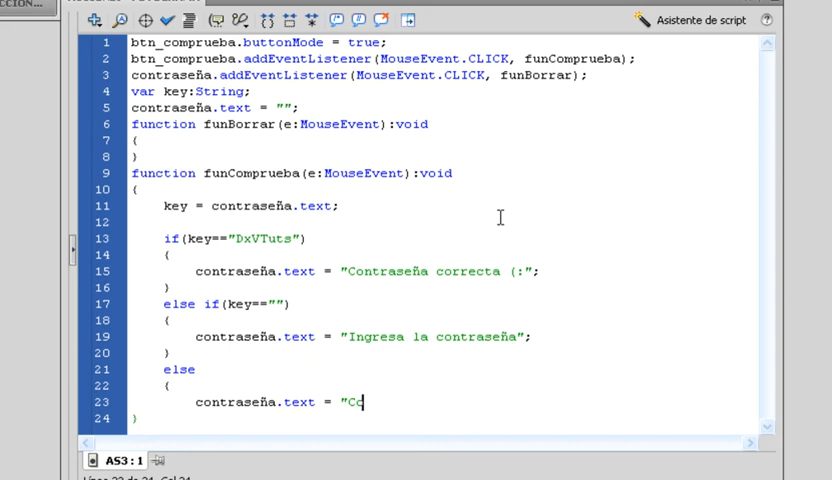 Asistente de script
1 btn_comprueba.buttonMode = true;
2 btn_comprueba.addEventListener(MouseEvent.CLICK, funComprueba);
3 contraseña.addEventListener(MouseEvent.CLICK, funBorrar);
4 var key:String;
5 contraseña.text = "";
6 function funBorrar(e:MouseEvent):void
7 {
8 }
9 function funComprueba(e:MouseEvent):void
10 {
11 key = contraseña.text;
12
13 if(key=="DxVTuts")
14 {
15 contraseña.text = "Contraseña correcta (:";
16 }
17 else if(key=="")
18 {
19 contraseña.text = "Ingresa la contraseña";
20 }
21 else
22 {
23 contraseña.text = "Co
24 }
AS3:1